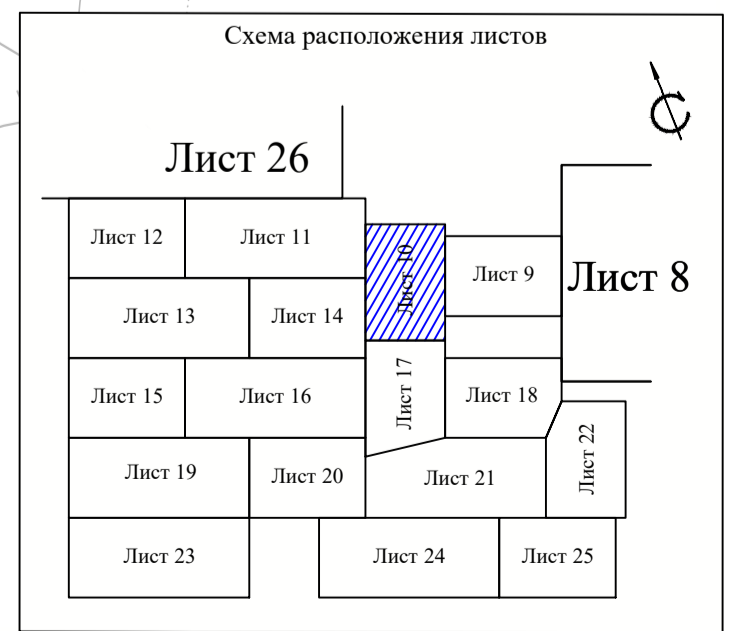 Схема расположения листов
С
Лист 26
Лист 12
Лист 11
Лист 10
Лист 9
Лист 8
Лист 13
Лист 14
Лист 15
Лист 16
Лист 17
Лист 18
Лист 19
Лист 20
Лист 21
Лист 22
Лист 23
Лист 24
Лист 25